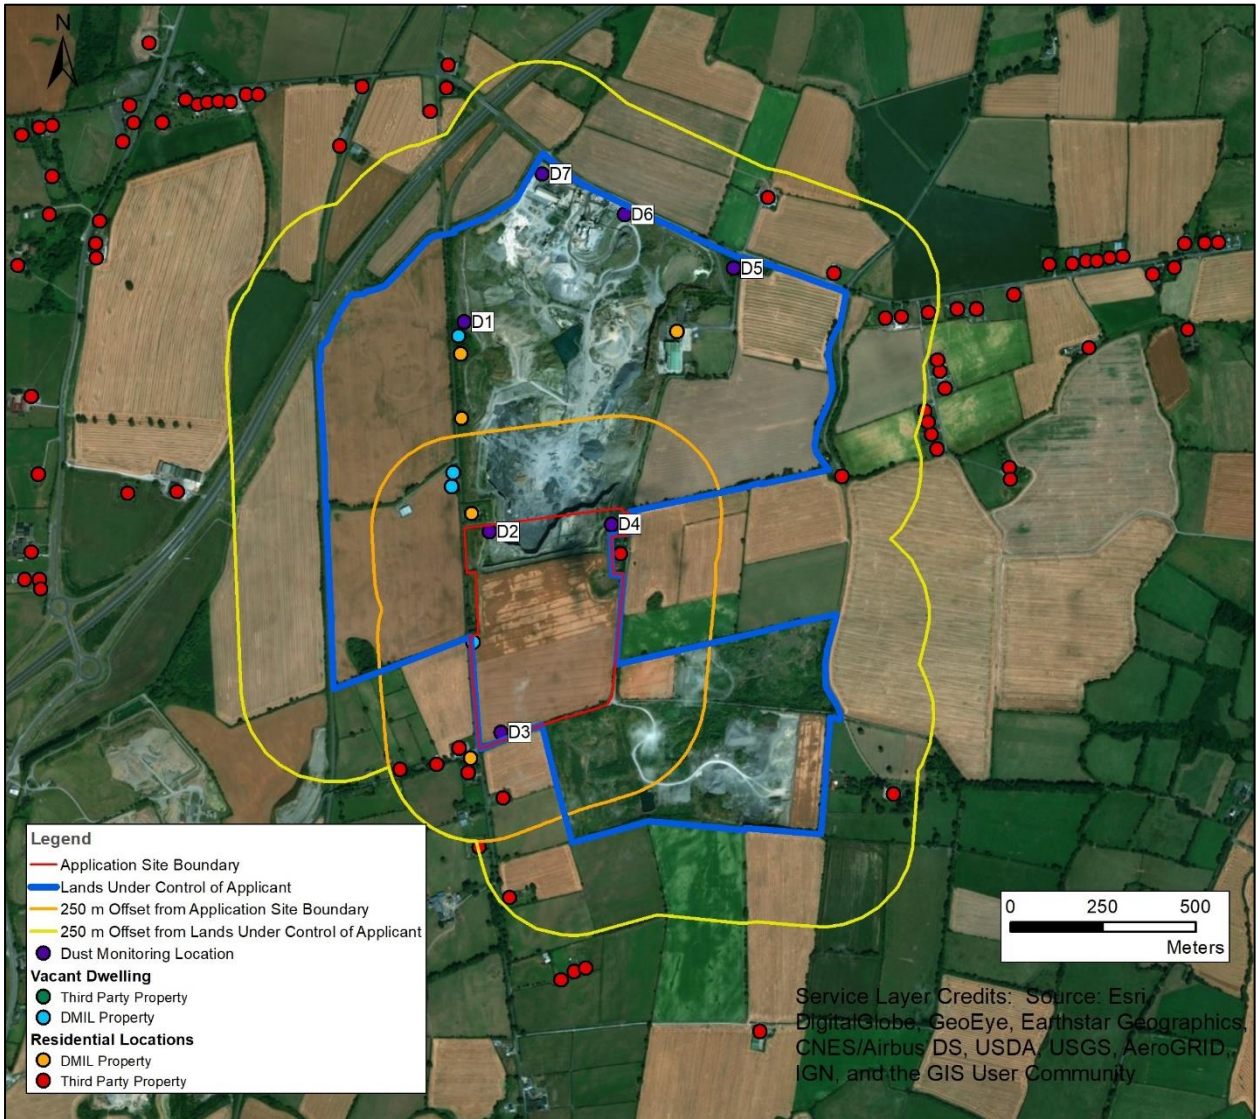 N
D7
D6
D5
D1
D2
D4
D3
Legend
Application Site Boundary
Lands Under Control of Applicant
250 m Offset from Application Site Boundary
250 m Offset from Lands Under Control of Applicant
Dust Monitoring Location
Vacant Dwelling
Third Party Property
DMIL Property
Residential Locations
DMIL Property
Third Party Property
0 250 500
Meters
Service Layer Credits: Source: Esri,
DigitalGlobe, GeoEye, Earthstar Geographics,
CNES/Airbus DS, USDA, USGS, AeroGRID,
IGN, and the GIS User Community